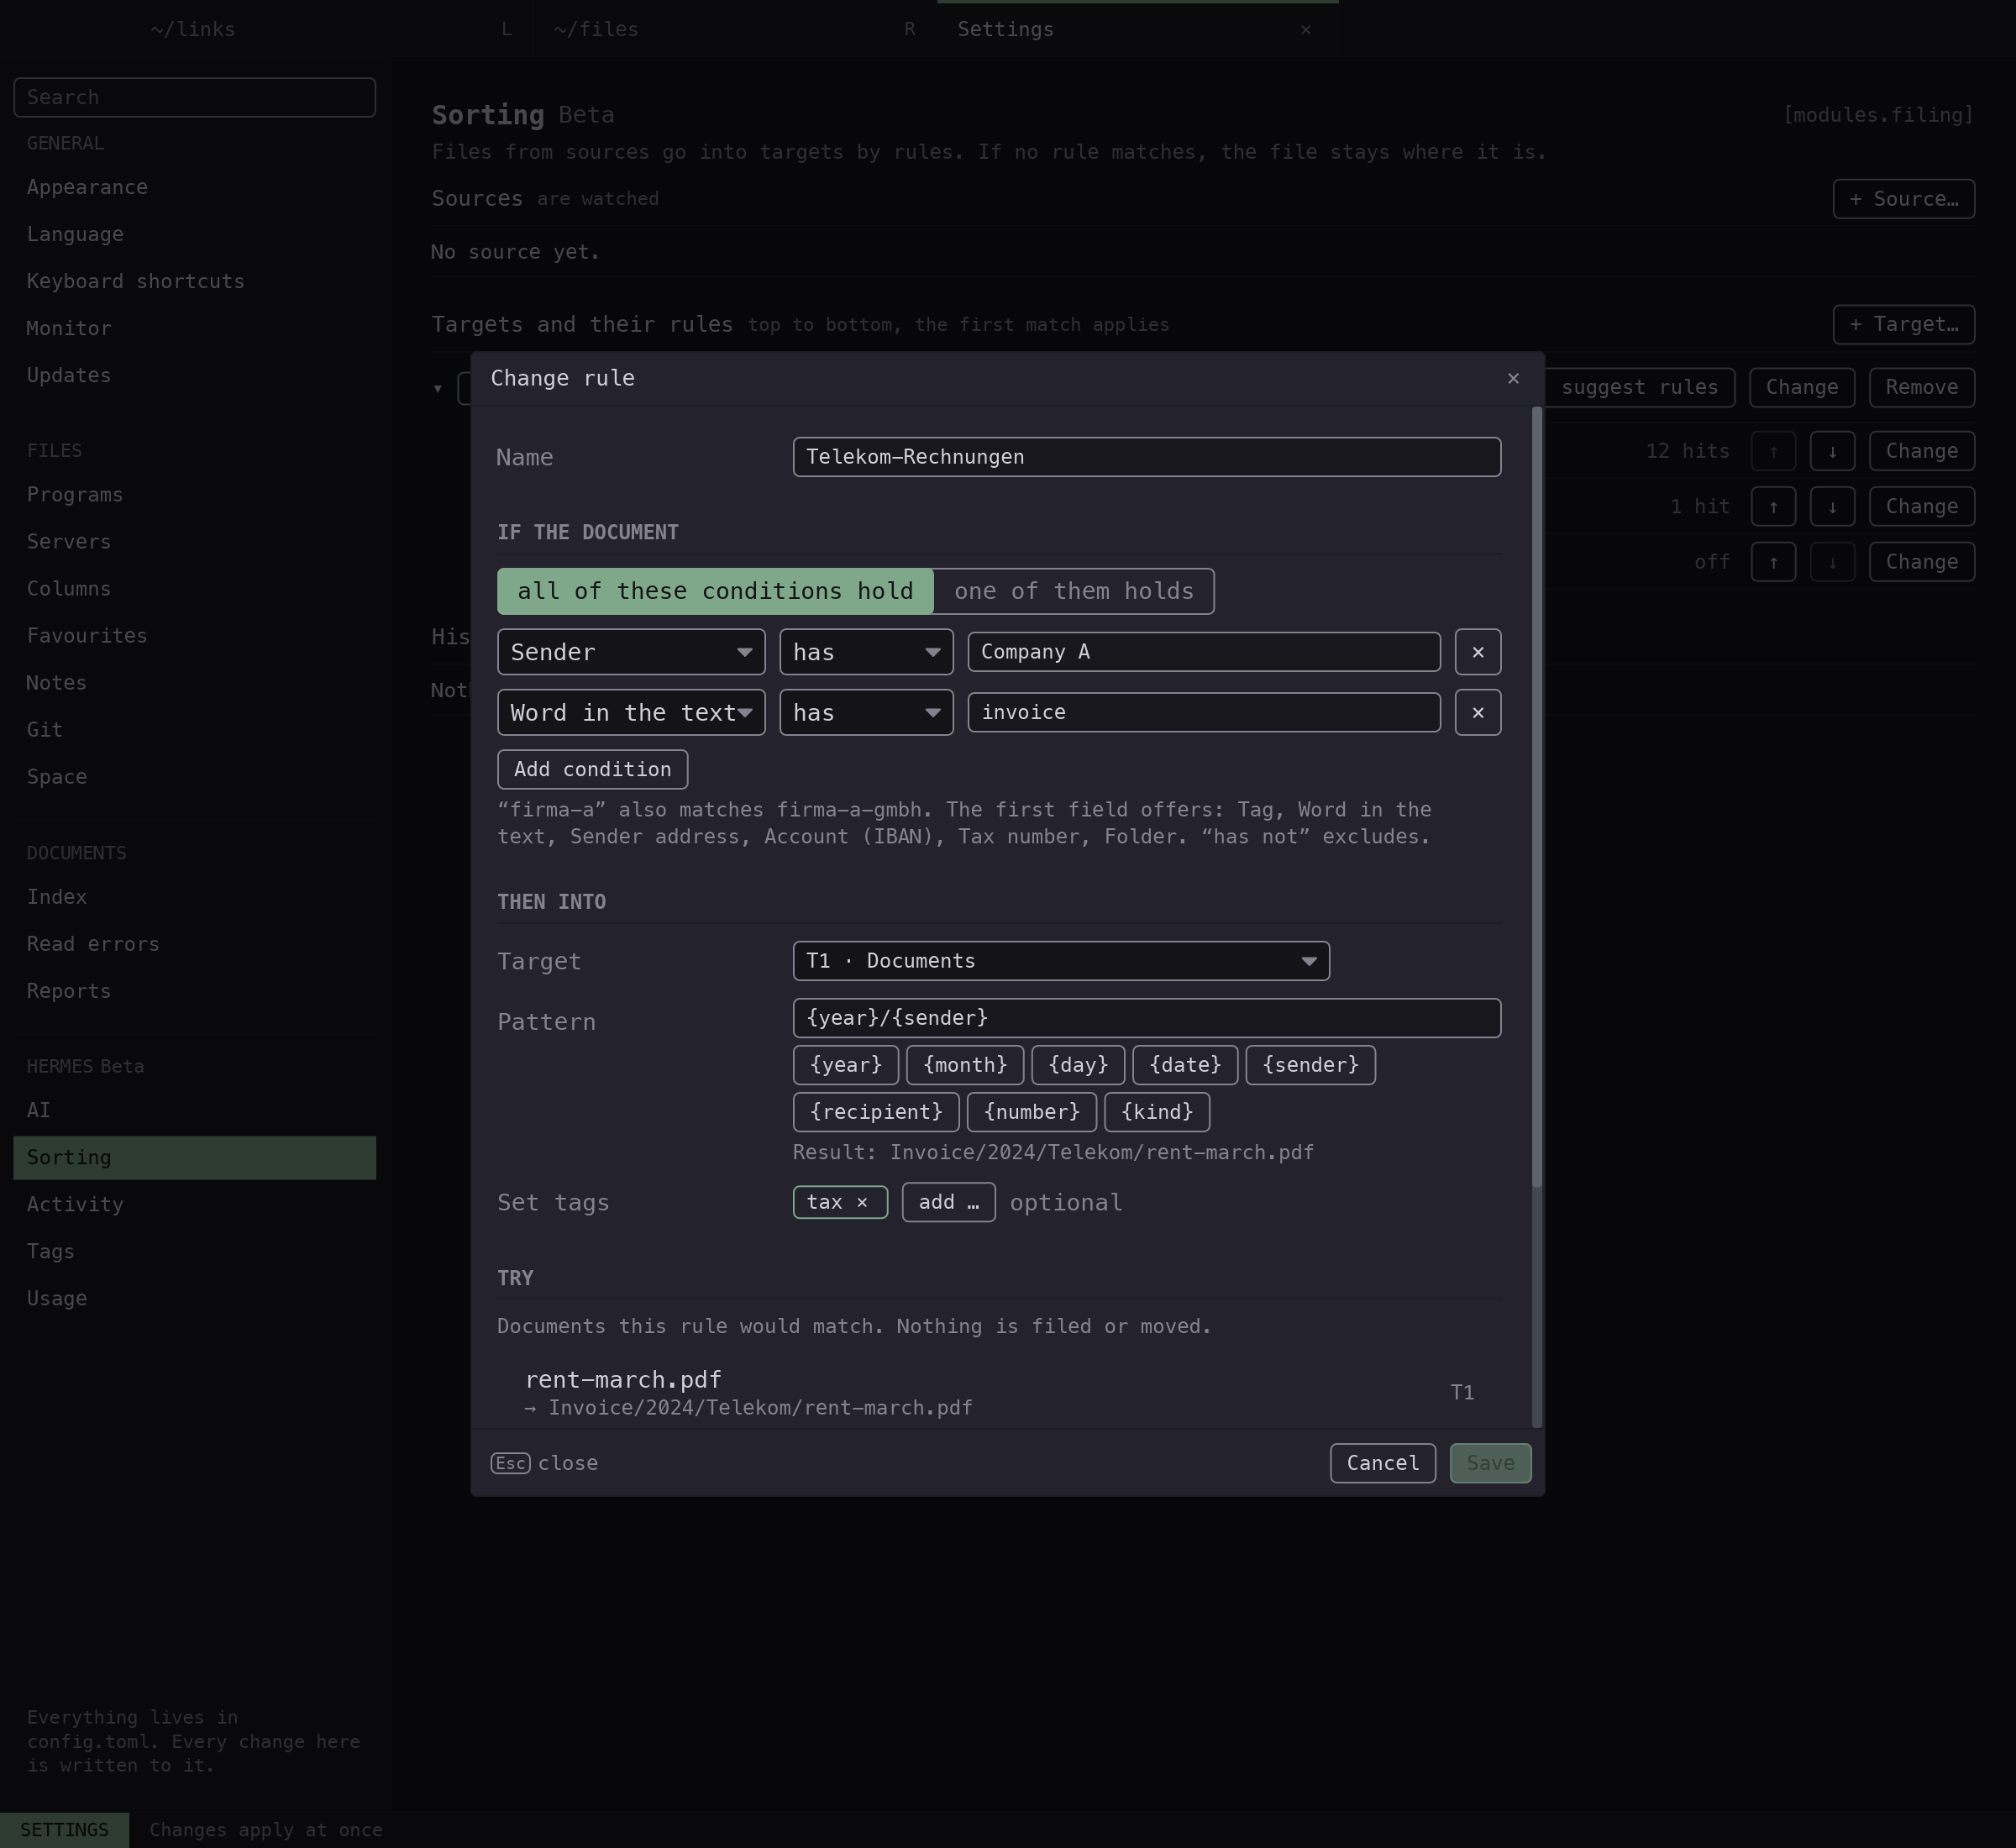 ~/links L ~/files R Settings ×
Search
GENERAL
Appearance
Language
Keyboard shortcuts
Monitor
Updates
FILES
Programs
Servers
Columns
Favourites
Notes
Git
Space
DOCUMENTS
Index
Read errors
Reports
HERMES Beta
AI
Sorting
Activity
Tags
Usage
Everything lives in
config.toml. Every change here
is written to it.
Sorting Beta [modules.filing]
Files from sources go into targets by rules. If no rule matches, the file stays where it is.
Sources are watched + Source…
No source yet.
Targets and their rules top to bottom, the first match applies + Target…
▾ suggest rules Change Remove
12 hits ↑ ↓ Change
1 hit ↑ ↓ Change
off ↑ ↓ Change
Change rule ×
Name Telekom-Rechnungen
IF THE DOCUMENT
all of these conditions hold one of them holds
Sender has Company A ×
Word in the text has invoice ×
Add condition
“firma-a” also matches firma-a-gmbh. The first field offers: Tag, Word in the
text, Sender address, Account (IBAN), Tax number, Folder. “has not” excludes.
THEN INTO
Target T1 · Documents
Pattern {year}/{sender}
{year} {month} {day} {date} {sender}
{recipient} {number} {kind}
Result: Invoice/2024/Telekom/rent-march.pdf
Set tags tax × add … optional
TRY
Documents this rule would match. Nothing is filed or moved.
rent-march.pdf T1
→ Invoice/2024/Telekom/rent-march.pdf
Esc close Cancel Save
SETTINGS Changes apply at once